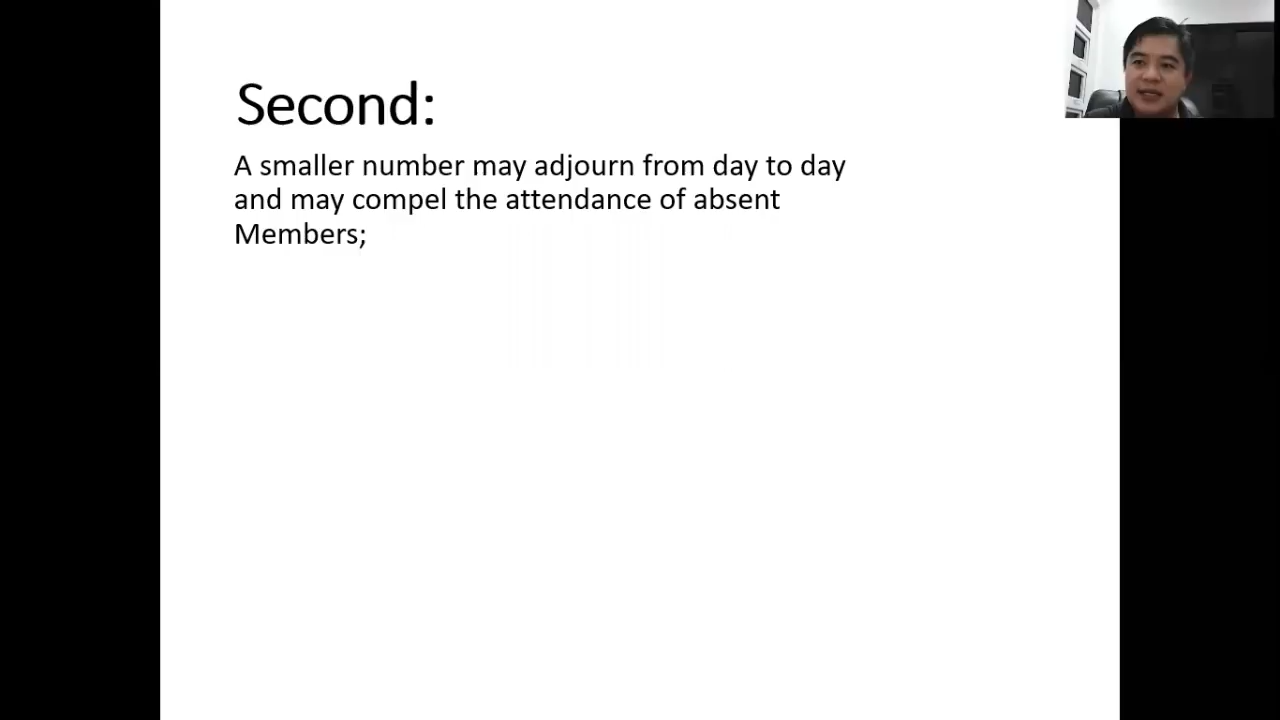 Second:
A smaller number may adjourn from day to day
and may compel the attendance of absent
Members;